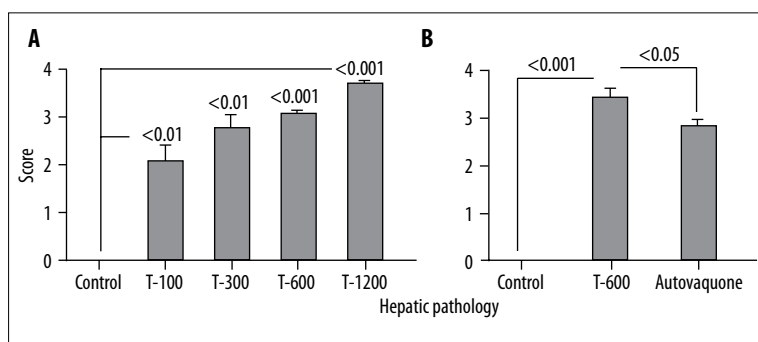 A
B
<0.001
<0.05
4
3
2
1
0
Score
<0.01
<0.01
<0.001
<0.001
Control
T-100
T-300
T-600
T-1200
4
3
2
1
0
Control
T-600
Autovaquone
Hepatic pathology